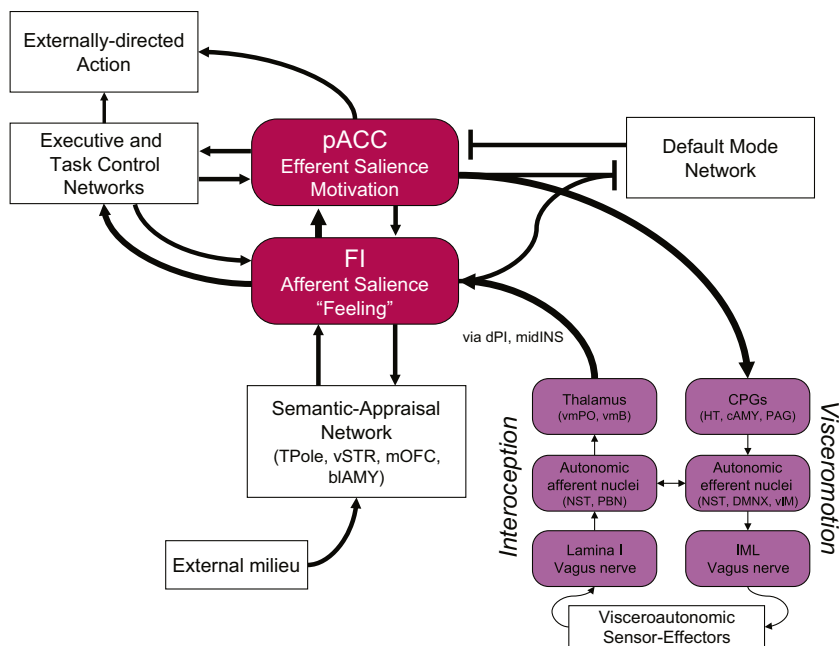 Externally-directed
Action
Executive and
Task Control
Networks
pACC
Efferent Salience
Motivation
Default Mode
Network
FI
Afferent Salience
“Feeling”
via dPI, midINS
Semantic-Appraisal
Network
(TPole, vSTR, mOFC,
blAMY)
External milieu
Interoception
Thalamus
(vmPO, vmB)
Autonomic
afferent nuclei
(NST, PBN)
Lamina I
Vagus nerve
CPGs
(HT, cAMY, PAG)
Autonomic
efferent nuclei
(NST, DMNX, vIM)
IML
Vagus nerve
Visceromotion
Visceroautonomic
Sensor-Effectors